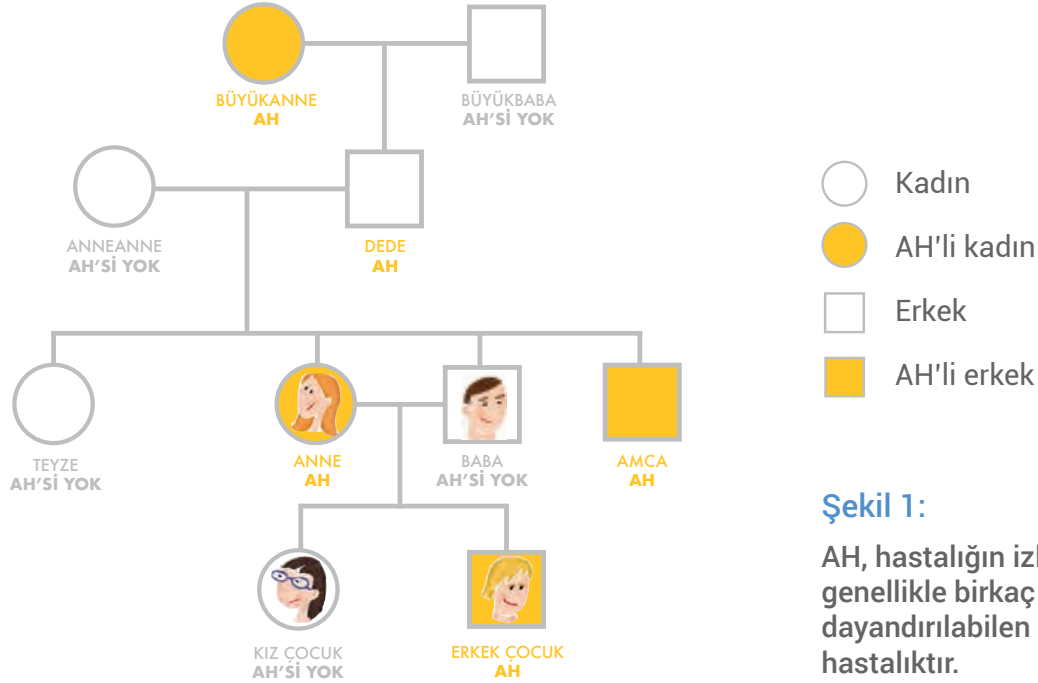 BÜYÜKANNE
AH
BÜYÜKBABA
AH'Sİ YOK
ANNEANNE
AH'Sİ YOK
DEDE
AH
TEYZE
AH'Sİ YOK
ANNE
AH
BABA
AH'Sİ YOK
AMCA
AH
KIZ ÇOCUK
AH'Sİ YOK
ERKEK ÇOCUK
AH
Kadın
AH'li kadın
Erkek
AH'li erkek
Şekil 1:
AH, hastalığın
genellikle birkaç
dayandırılabilen
hastalıktır.